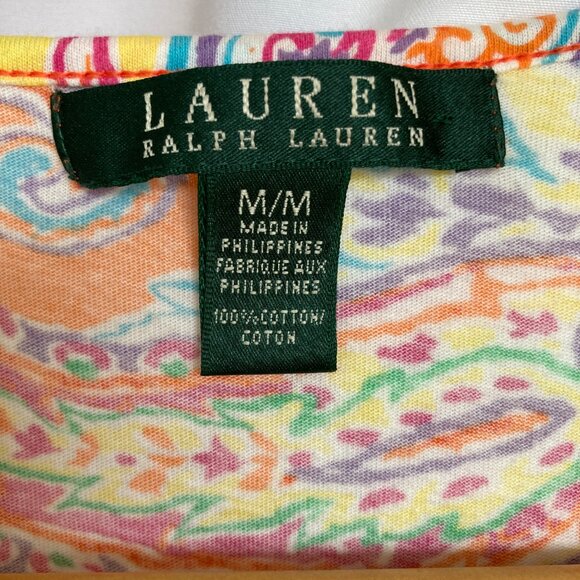 LAUREN
RALPH LAUREN
M/M
MADE IN
PHILIPPINES
FABRIQUE AUX
PHILIPPINES
100% COTTON/
COTON